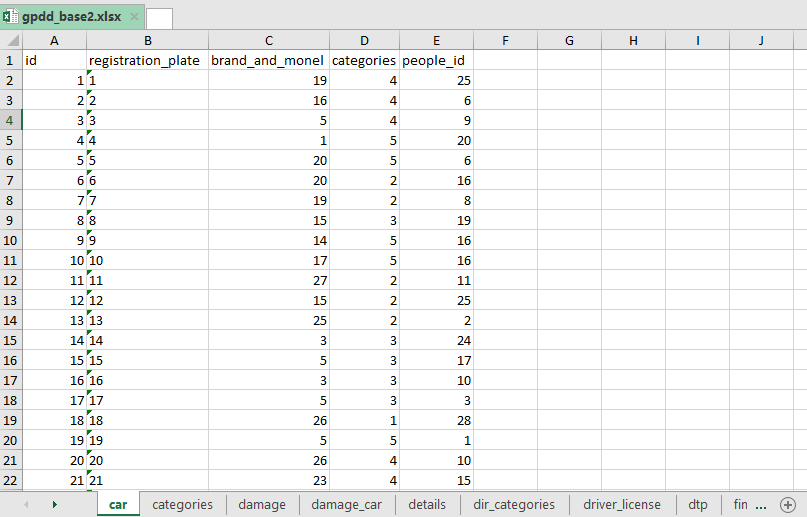 gpdd_base2.xlsx
A B C D E F G H I J
1 id registration_plate brand_and_monel categories people_id
2 1 1 19 4 25
3 2 2 16 4 6
4 3 3 5 4 9
5 4 4 1 5 20
6 5 5 20 5 6
7 6 6 20 2 16
8 7 7 19 2 8
9 8 8 15 3 19
10 9 9 14 5 16
11 10 10 17 5 16
12 11 11 27 2 11
13 12 12 15 2 25
14 13 13 25 2 2
15 14 14 3 3 24
16 15 15 5 3 17
17 16 16 3 3 10
18 17 17 5 3 3
19 18 18 26 1 28
20 19 19 5 5 1
21 20 20 26 4 10
22 21 21 23 4 15
car categories damage damage_car details dir_categories driver_license dtp fin ...